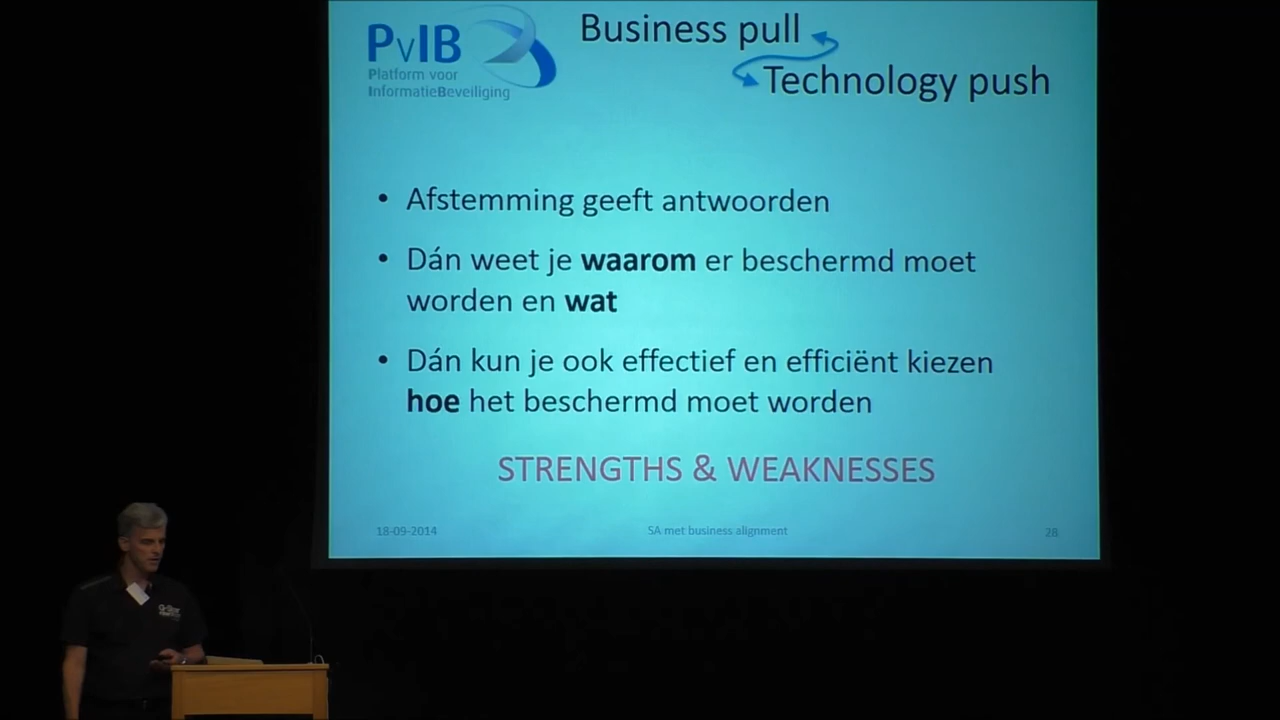 PvIB
Platform voor
InformatieBeveiliging
Business pull
Technology push
• Afstemming geeft antwoorden
• Dán weet je waarom er beschermd moet
worden en wat
• Dán kun je ook effectief en efficiënt kiezen
hoe het beschermd moet worden
STRENGTHS & WEAKNESSES
18-09-2014
SA met business alignment
28